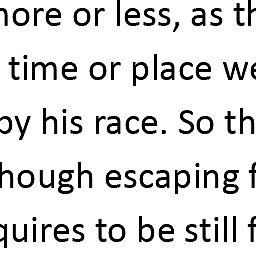 more or less, as th
time or place we
by his race. So th
hough escaping f
quires to be still f